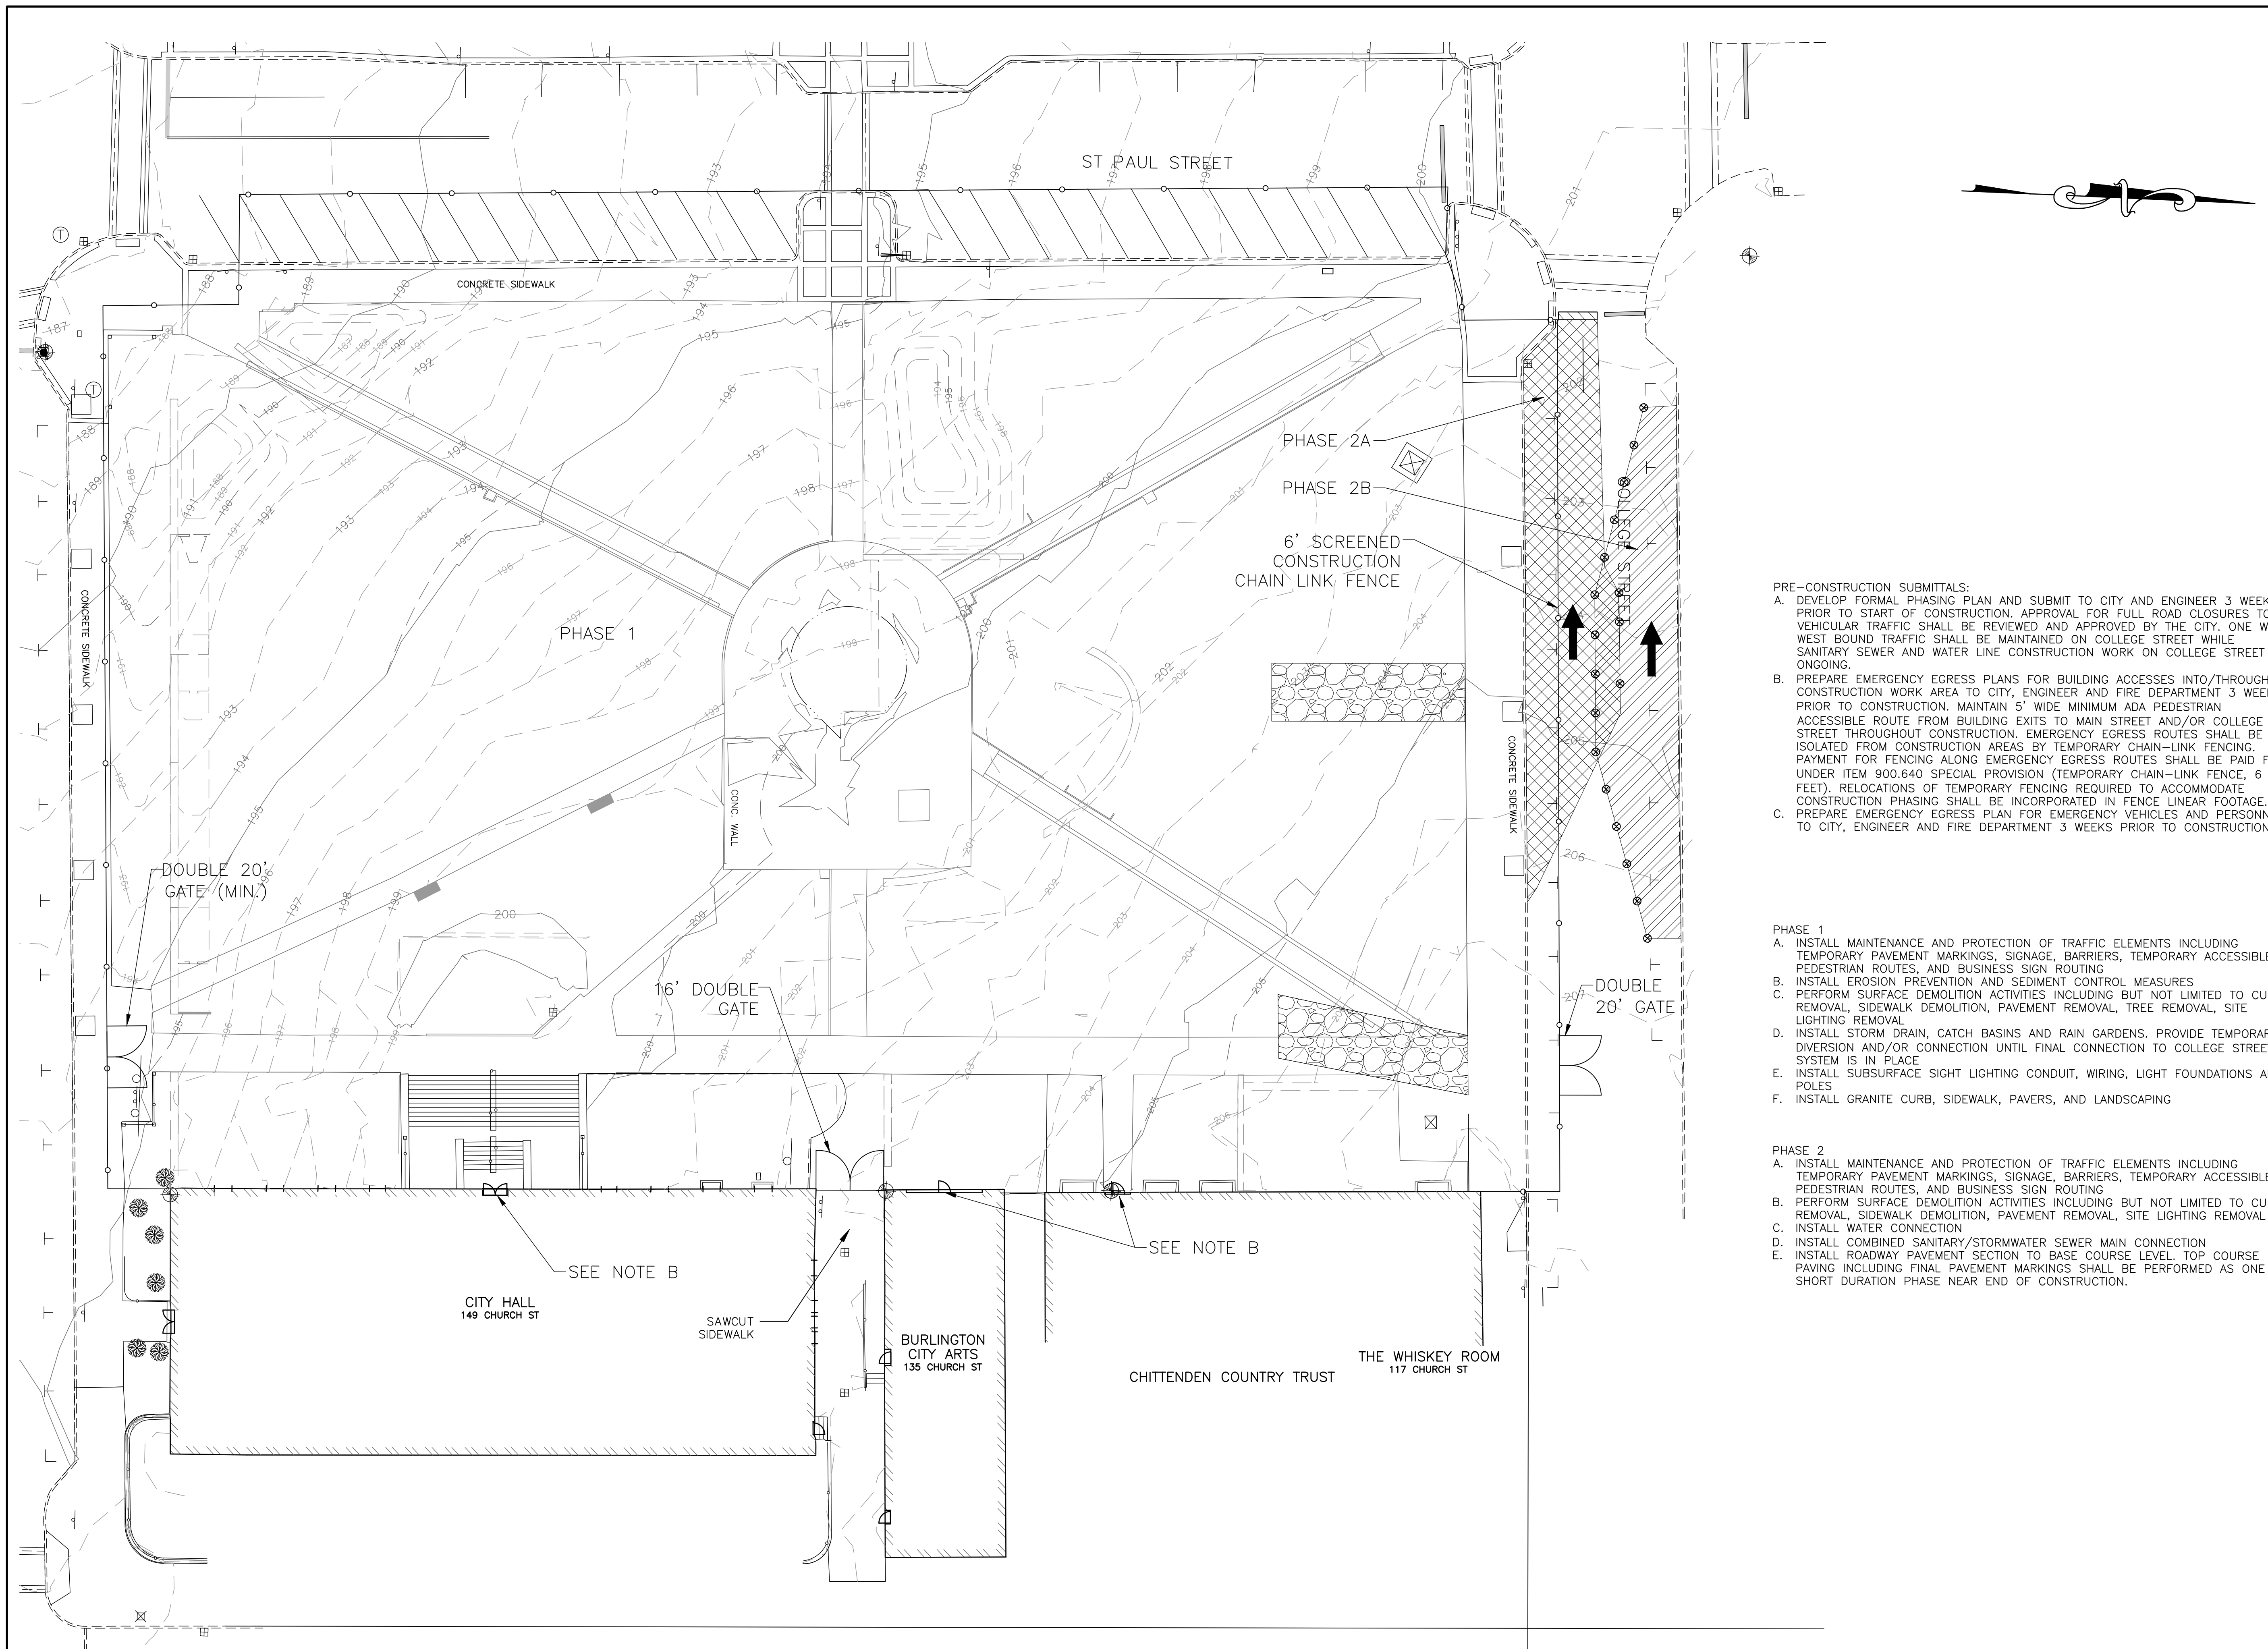 ST PAUL STREET
CONCRETE SIDEWALK
PHASE 2A
PHASE 2B
COLLEGE STREET
6' SCREENED
CONSTRUCTION
CHAIN LINK FENCE
PHASE 1
CONCRETE SIDEWALK
CONCRETE SIDEWALK
CONC. WALL
DOUBLE 20'
GATE (MIN.)
16' DOUBLE
GATE
DOUBLE
20' GATE
SEE NOTE B
SEE NOTE B
CITY HALL
149 CHURCH ST
SAWCUT
SIDEWALK
BURLINGTON
CITY ARTS
135 CHURCH ST
CHITTENDEN COUNTRY TRUST
THE WHISKEY ROOM
117 CHURCH ST
PRE-CONSTRUCTION SUBMITTALS:
A. DEVELOP FORMAL PHASING PLAN AND SUBMIT TO CITY AND ENGINEER 3
PRIOR TO START OF CONSTRUCTION. APPROVAL FOR FULL ROAD CLOSURES TO
VEHICULAR TRAFFIC SHALL BE REVIEWED AND APPROVED BY THE CITY. ONE
WEST BOUND TRAFFIC SHALL BE MAINTAINED ON COLLEGE STREET WHILE
SANITARY SEWER AND WATER LINE CONSTRUCTION WORK ON COLLEGE STREET
ONGOING.
B. PREPARE EMERGENCY EGRESS PLANS FOR BUILDING ACCESSES INTO/THROUGH
CONSTRUCTION WORK AREA TO CITY, ENGINEER AND FIRE DEPARTMENT 3
PRIOR TO CONSTRUCTION. MAINTAIN 5' WIDE MINIMUM ADA PEDESTRIAN
ACCESSIBLE ROUTE FROM BUILDING EXITS TO MAIN STREET AND/OR COLLEGE
STREET THROUGHOUT CONSTRUCTION. EMERGENCY EGRESS ROUTES SHALL BE
ISOLATED FROM CONSTRUCTION AREAS BY TEMPORARY CHAIN-LINK FENCING.
PAYMENT FOR FENCING ALONG EMERGENCY EGRESS ROUTES SHALL BE PAID
UNDER ITEM 900.640 SPECIAL PROVISION (TEMPORARY CHAIN-LINK FENCE, 6
FEET). RELOCATIONS OF TEMPORARY FENCING REQUIRED TO ACCOMMODATE
CONSTRUCTION PHASING SHALL BE INCORPORATED IN FENCE LINEAR FOOTAGE.
C. PREPARE EMERGENCY EGRESS PLAN FOR EMERGENCY VEHICLES AND
TO CITY, ENGINEER AND FIRE DEPARTMENT 3 WEEKS PRIOR TO CONSTRUCTION
PHASE 1
A. INSTALL MAINTENANCE AND PROTECTION OF TRAFFIC ELEMENTS INCLUDING
TEMPORARY PAVEMENT MARKINGS, SIGNAGE, BARRIERS, TEMPORARY ACCESSIBLE
PEDESTRIAN ROUTES, AND BUSINESS SIGN ROUTING
B. INSTALL EROSION PREVENTION AND SEDIMENT CONTROL MEASURES
C. PERFORM SURFACE DEMOLITION ACTIVITIES INCLUDING BUT NOT LIMITED TO
REMOVAL, SIDEWALK DEMOLITION, PAVEMENT REMOVAL, TREE REMOVAL, SITE
LIGHTING REMOVAL
D. INSTALL STORM DRAIN, CATCH BASINS AND RAIN GARDENS. PROVIDE
DIVERSION AND/OR CONNECTION UNTIL FINAL CONNECTION TO COLLEGE STREET
SYSTEM IS IN PLACE
E. INSTALL SUBSURFACE SIGHT LIGHTING CONDUIT, WIRING, LIGHT FOUNDATIONS
POLES
F. INSTALL GRANITE CURB, SIDEWALK, PAVERS, AND LANDSCAPING
PHASE 2
A. INSTALL MAINTENANCE AND PROTECTION OF TRAFFIC ELEMENTS INCLUDING
TEMPORARY PAVEMENT MARKINGS, SIGNAGE, BARRIERS, TEMPORARY ACCESSIBLE
PEDESTRIAN ROUTES, AND BUSINESS SIGN ROUTING
B. PERFORM SURFACE DEMOLITION ACTIVITIES INCLUDING BUT NOT LIMITED TO
REMOVAL, SIDEWALK DEMOLITION, PAVEMENT REMOVAL, SITE LIGHTING REMOVAL
C. INSTALL WATER CONNECTION
D. INSTALL COMBINED SANITARY/STORMWATER SEWER MAIN CONNECTION
E. INSTALL ROADWAY PAVEMENT SECTION TO BASE COURSE LEVEL. TOP COURSE
PAVING INCLUDING FINAL PAVEMENT MARKINGS SHALL BE PERFORMED AS ONE
SHORT DURATION PHASE NEAR END OF CONSTRUCTION.